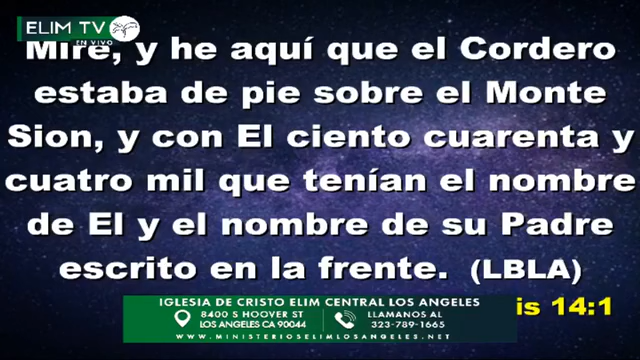 ELIM TV
EN VIVO
Mire, y he aquí que el Cordero
estaba de pie sobre el Monte
Sion, y con El ciento cuarenta y
cuatro mil que tenían el nombre
de El y el nombre de su Padre
escrito en la frente. (LBLA)
is 14:1
IGLESIA DE CRISTO ELIM CENTRAL LOS ANGELES
8400 S HOOVER ST
LOS ANGELES CA 90044
LLAMANOS AL
323-789-1665
WWW.MINISTERIOSELIMLOSANGELES.NET